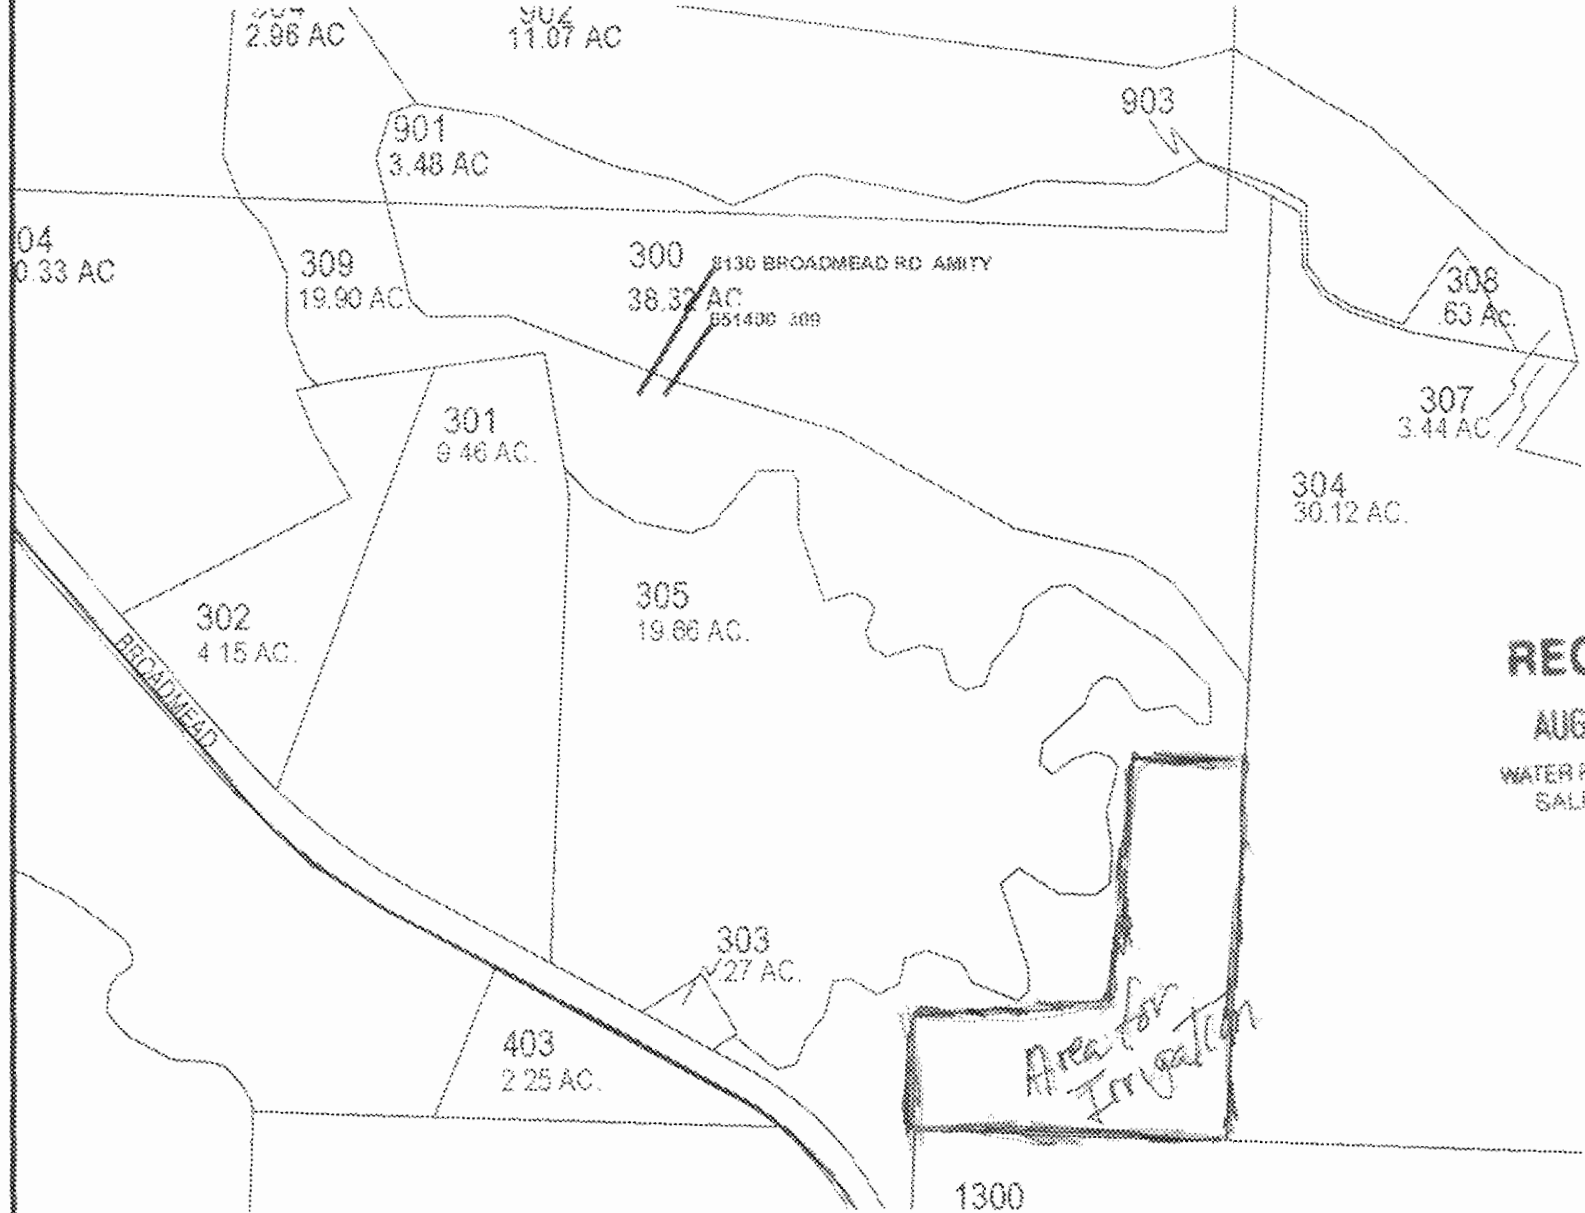 2.96 AC
902
11.07 AC
903
901
3.48 AC
04
0.33 AC
309
19.90 AC.
300
8130 BROADMEAD RD AMITY
38.32 AC
308
.63 Ac.
301
9.46 AC.
307
3.44 AC.
304
30.12 AC.
302
4.15 AC.
305
19.66 AC.
BROADMEAD
REC
AUG
WATER R
SAL
303
.27 AC.
403
2.25 AC.
Area for
Irrigation
1300